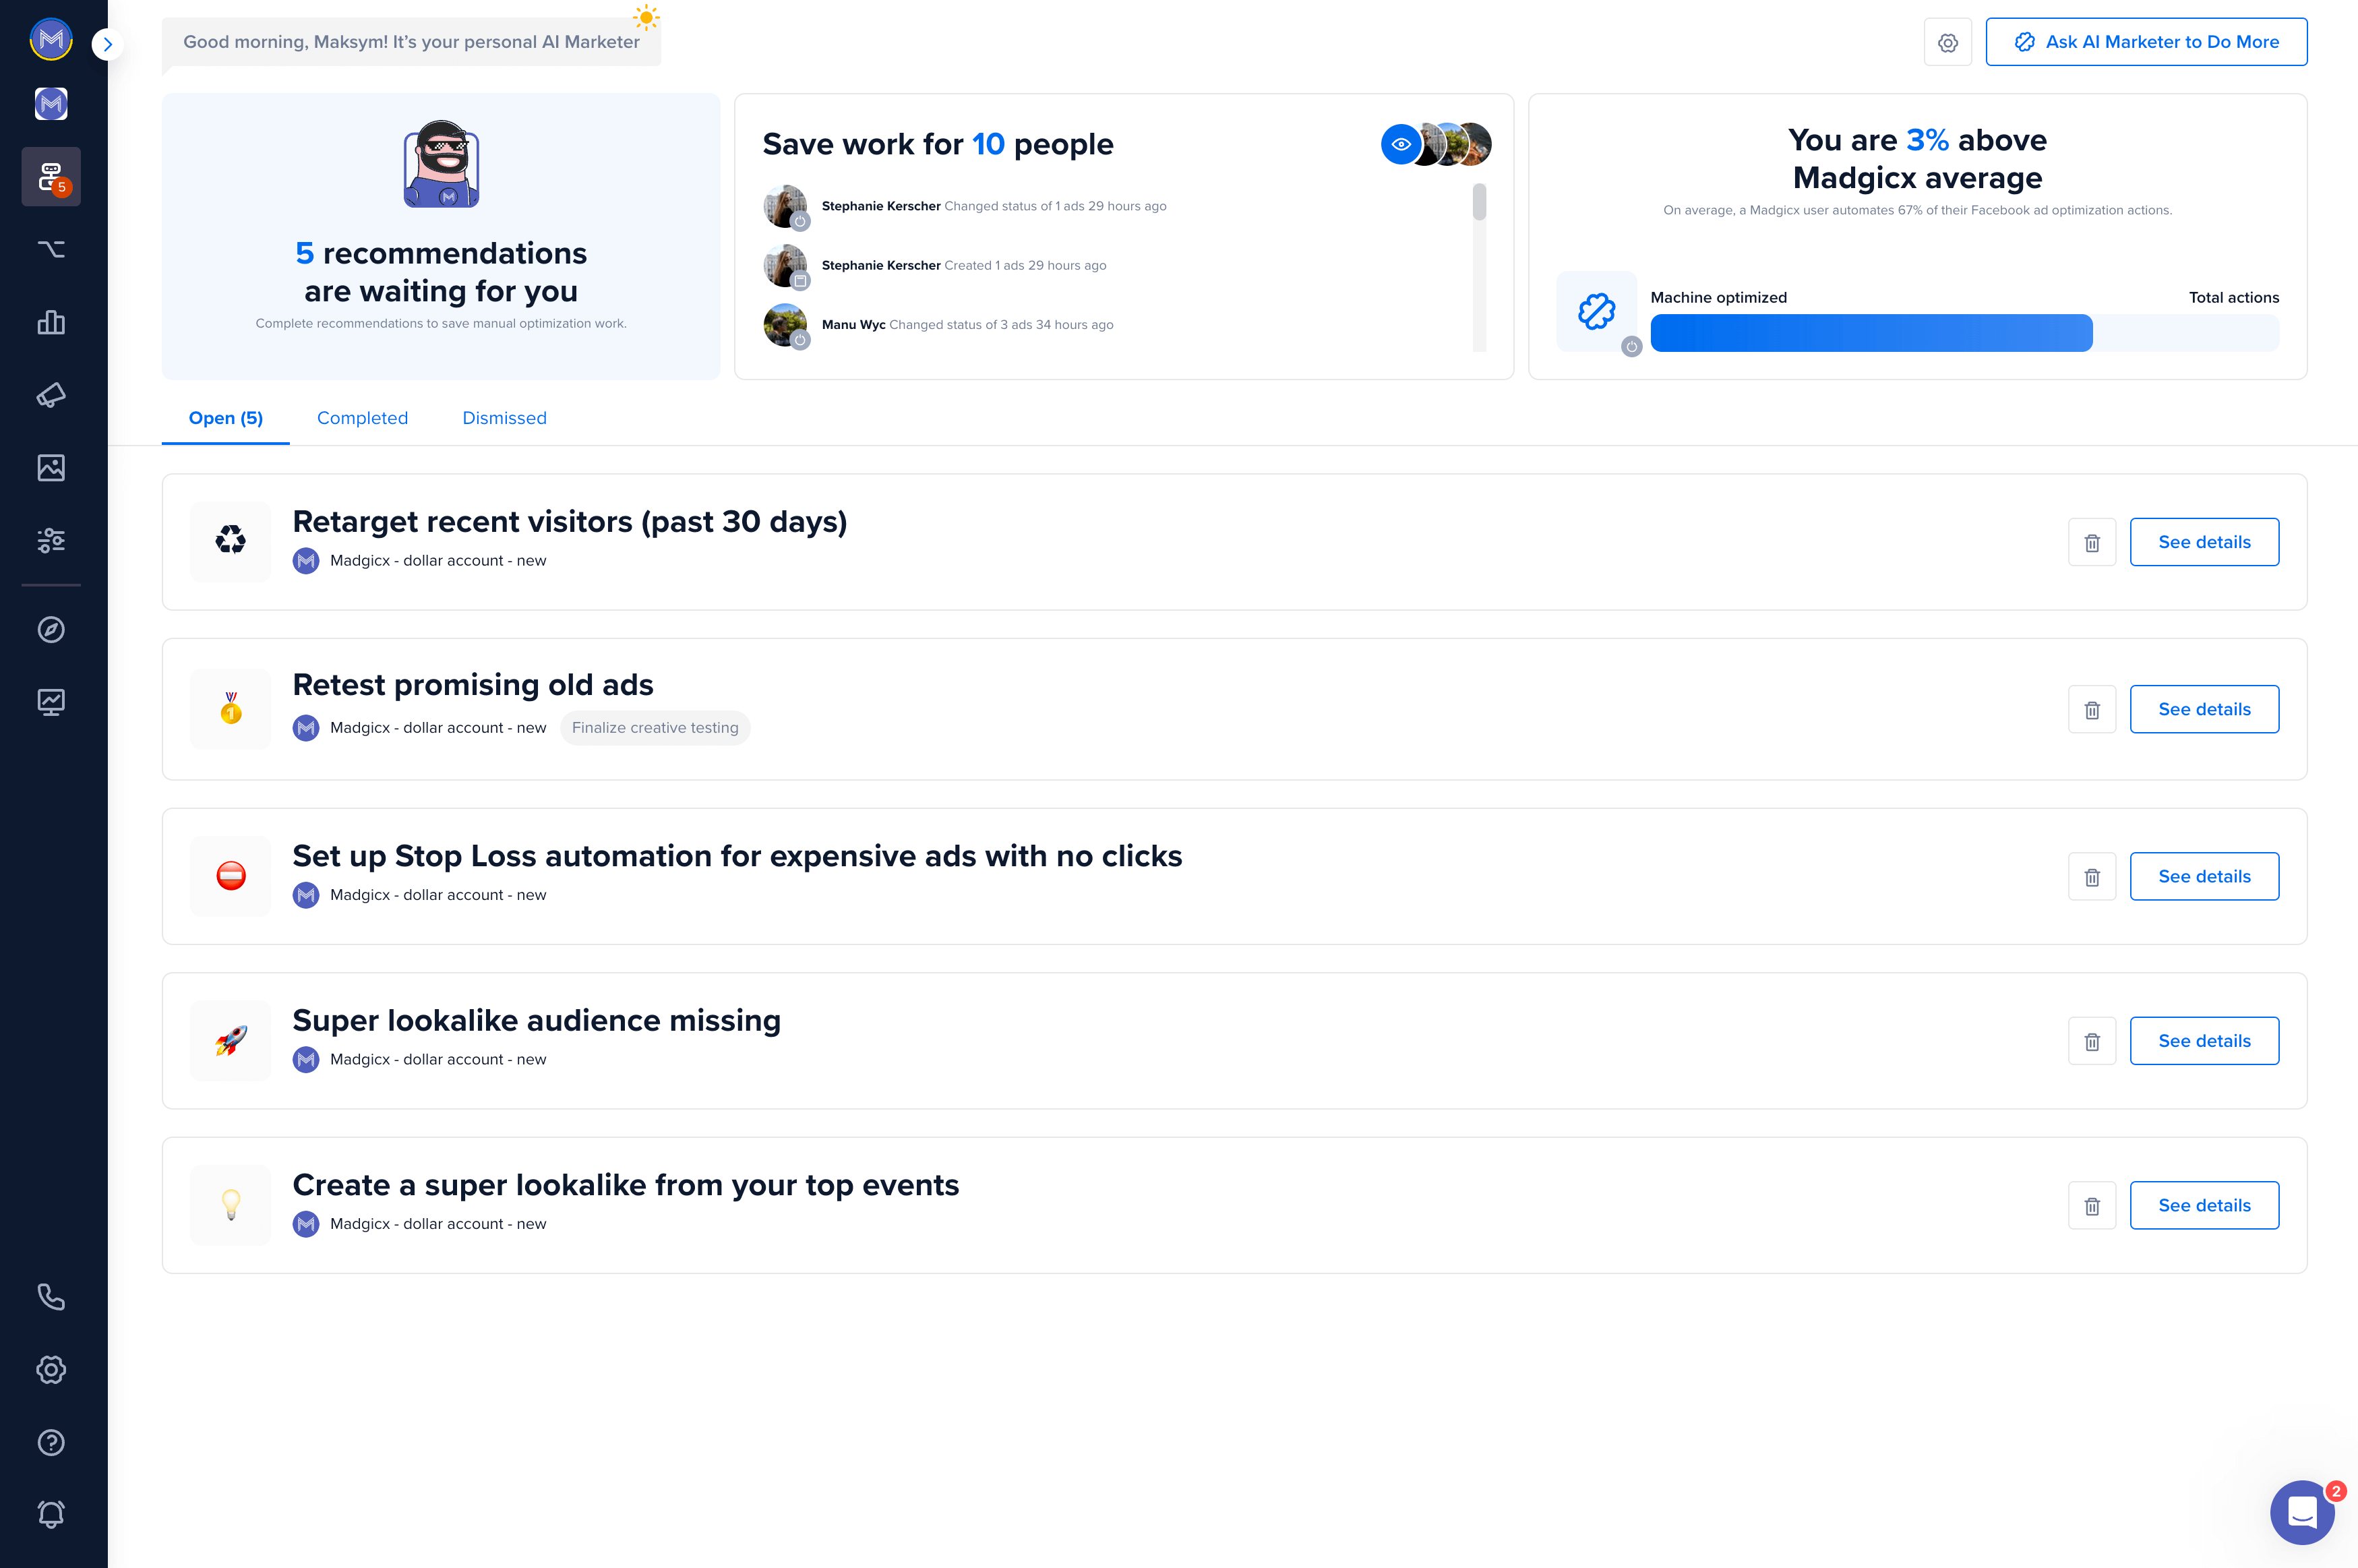 Good morning, Maksym! It’s your personal AI Marketer
Ask AI Marketer to Do More
5 recommendations
are waiting for you
Complete recommendations to save manual optimization work.
Save work for 10 people
Stephanie Kerscher Changed status of 1 ads 29 hours ago
Stephanie Kerscher Created 1 ads 29 hours ago
Manu Wyc Changed status of 3 ads 34 hours ago
You are 3% above
Madgicx average
On average, a Madgicx user automates 67% of their Facebook ad optimization actions.
Machine optimized
Total actions
5
Open (5)
Completed
Dismissed
Retarget recent visitors (past 30 days)
Madgicx - dollar account - new
See details
Retest promising old ads
Madgicx - dollar account - new
Finalize creative testing
See details
Set up Stop Loss automation for expensive ads with no clicks
Madgicx - dollar account - new
See details
Super lookalike audience missing
Madgicx - dollar account - new
See details
Create a super lookalike from your top events
Madgicx - dollar account - new
See details
2